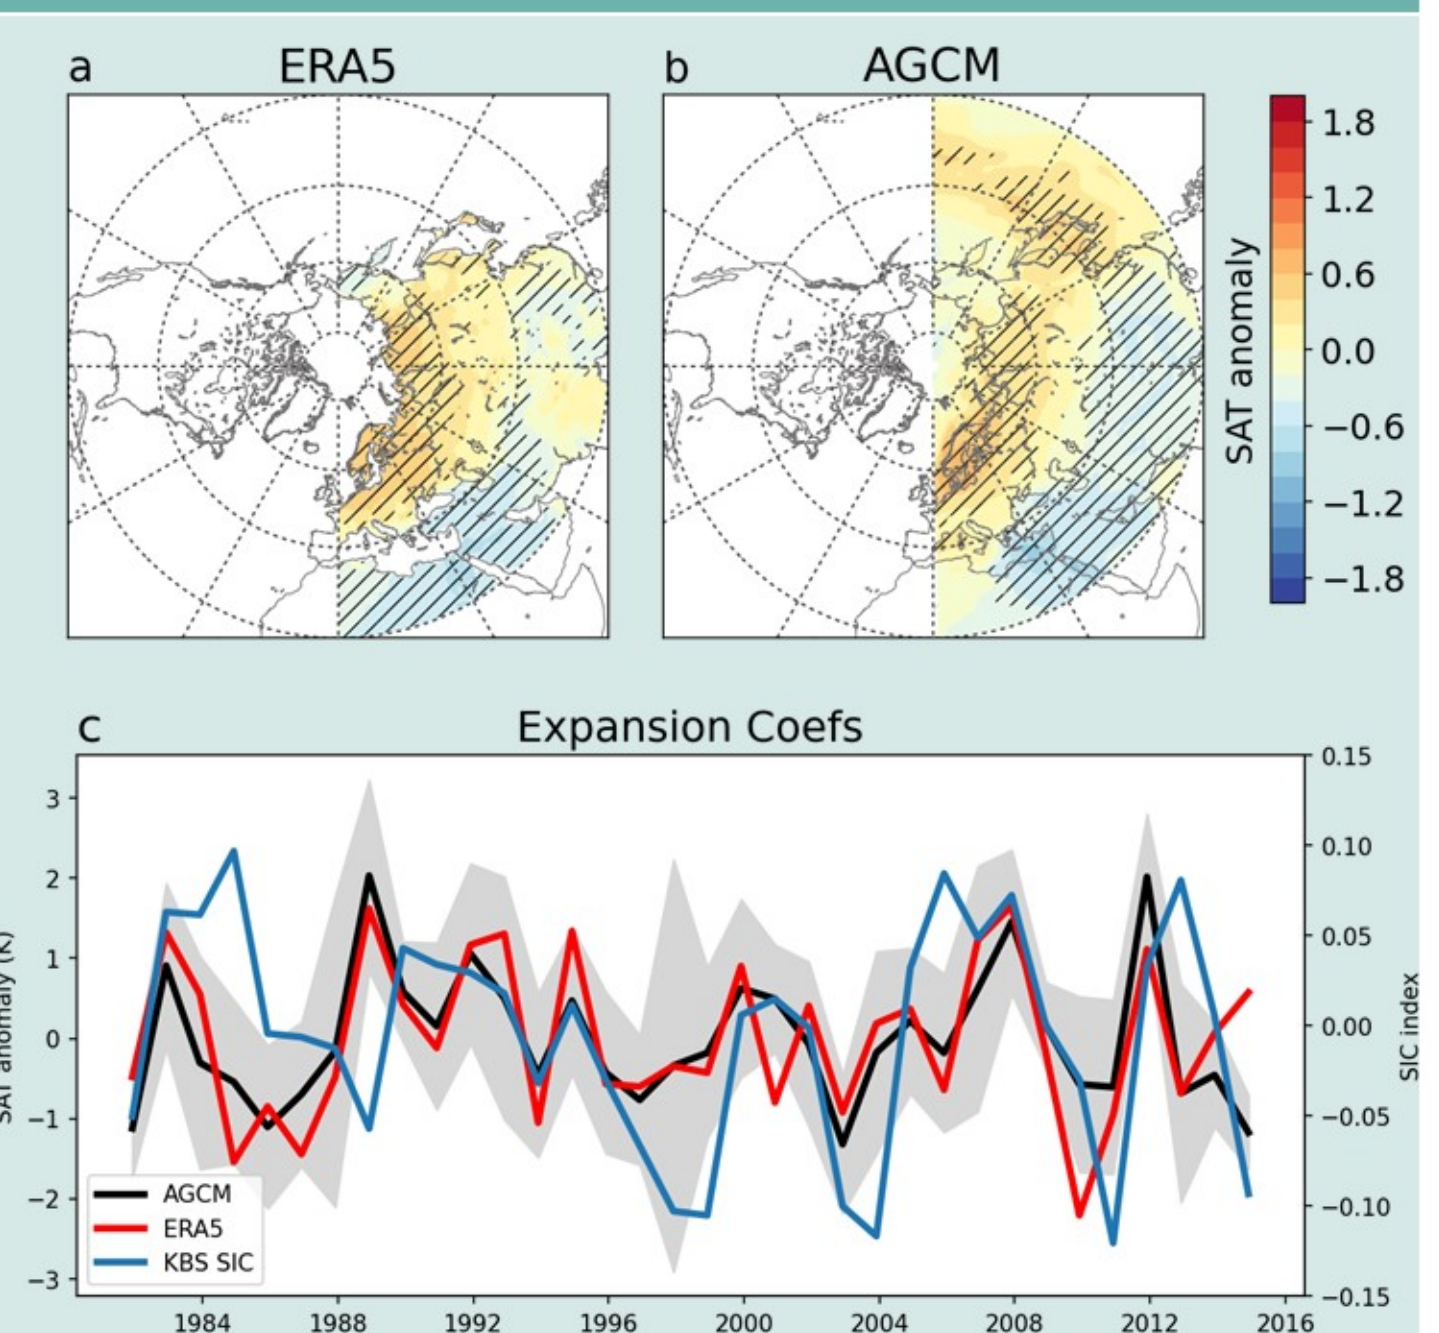 a ERA5
b AGCM
1.8
1.2
0.6
0.0
−0.6
−1.2
−1.8
SAT anomaly
c Expansion Coefs
3
2
1
0
−1
−2
−3
SAT anomaly (K)
0.15
0.10
0.05
0.00
−0.05
−0.10
−0.15
SIC index
AGCM
ERA5
KBS SIC
1984 1988 1992 1996 2000 2004 2008 2012 2016